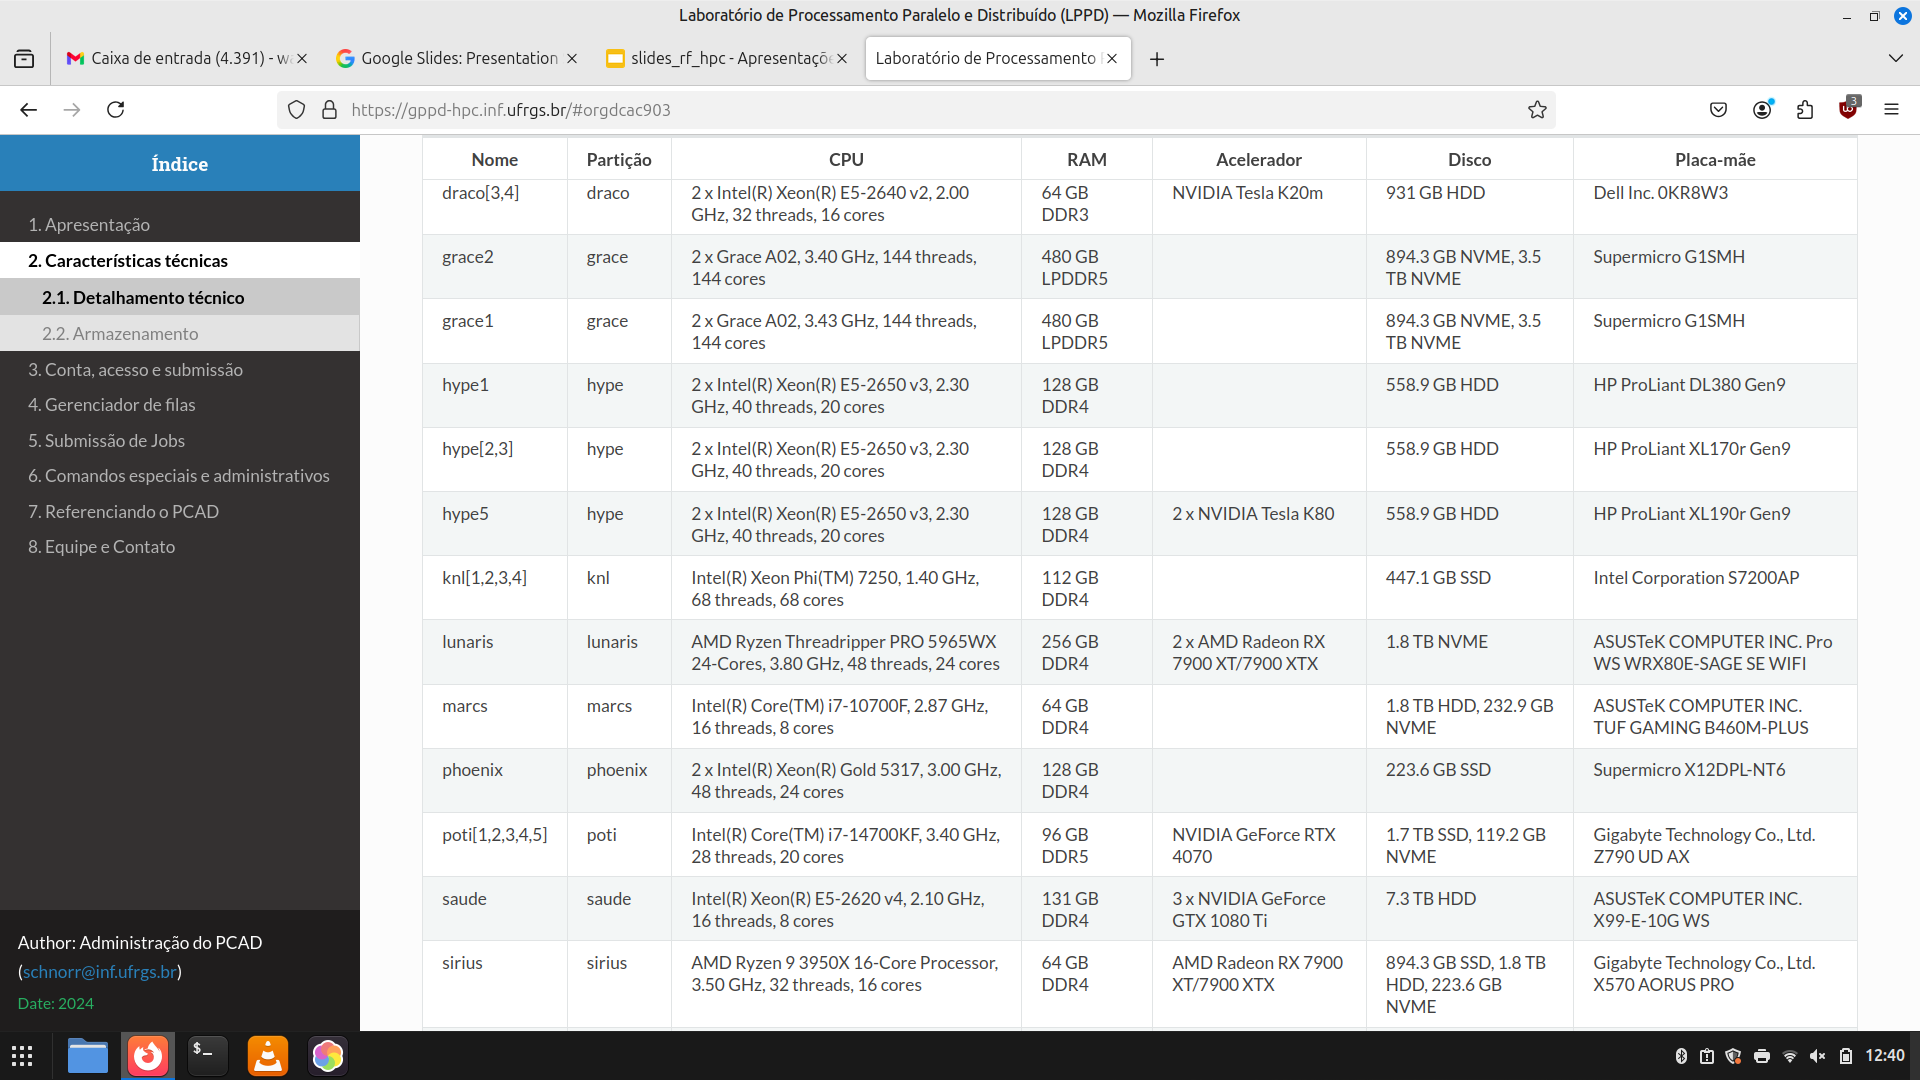 Laboratório de Processamento Paralelo e Distribuído (LPPD) — Mozilla Firefox
Caixa de entrada (4.391) - wa
Google Slides: Presentation
slides_rf_hpc - Apresentaçõe
Laboratório de Processamento P
https://gppd-hpc.inf.ufrgs.br/#orgdcac903
3
Índice
1. Apresentação
2. Características técnicas
2.1. Detalhamento técnico
2.2. Armazenamento
3. Conta, acesso e submissão
4. Gerenciador de filas
5. Submissão de Jobs
6. Comandos especiais e administrativos
7. Referenciando o PCAD
8. Equipe e Contato
Author: Administração do PCAD
(schnorr@inf.ufrgs.br)
Date: 2024
Nome Partição CPU RAM Acelerador Disco Placa-mãe
draco[3,4] draco 2 x Intel(R) Xeon(R) E5-2640 v2, 2.00 64 GB NVIDIA Tesla K20m 931 GB HDD Dell Inc. 0KR8W3
GHz, 32 threads, 16 cores DDR3
grace2 grace 2 x Grace A02, 3.40 GHz, 144 threads, 480 GB 894.3 GB NVME, 3.5 Supermicro G1SMH
144 cores LPDDR5 TB NVME
grace1 grace 2 x Grace A02, 3.43 GHz, 144 threads, 480 GB 894.3 GB NVME, 3.5 Supermicro G1SMH
144 cores LPDDR5 TB NVME
hype1 hype 2 x Intel(R) Xeon(R) E5-2650 v3, 2.30 128 GB 558.9 GB HDD HP ProLiant DL380 Gen9
GHz, 40 threads, 20 cores DDR4
hype[2,3] hype 2 x Intel(R) Xeon(R) E5-2650 v3, 2.30 128 GB 558.9 GB HDD HP ProLiant XL170r Gen9
GHz, 40 threads, 20 cores DDR4
hype5 hype 2 x Intel(R) Xeon(R) E5-2650 v3, 2.30 128 GB 2 x NVIDIA Tesla K80 558.9 GB HDD HP ProLiant XL190r Gen9
GHz, 40 threads, 20 cores DDR4
knl[1,2,3,4] knl Intel(R) Xeon Phi(TM) 7250, 1.40 GHz, 112 GB 447.1 GB SSD Intel Corporation S7200AP
68 threads, 68 cores DDR4
lunaris lunaris AMD Ryzen Threadripper PRO 5965WX 256 GB 2 x AMD Radeon RX 1.8 TB NVME ASUSTeK COMPUTER INC. Pro
24-Cores, 3.80 GHz, 48 threads, 24 cores DDR4 7900 XT/7900 XTX WS WRX80E-SAGE SE WIFI
marcs marcs Intel(R) Core(TM) i7-10700F, 2.87 GHz, 64 GB 1.8 TB HDD, 232.9 GB ASUSTeK COMPUTER INC.
16 threads, 8 cores DDR4 NVME TUF GAMING B460M-PLUS
phoenix phoenix 2 x Intel(R) Xeon(R) Gold 5317, 3.00 GHz, 128 GB 223.6 GB SSD Supermicro X12DPL-NT6
48 threads, 24 cores DDR4
poti[1,2,3,4,5] poti Intel(R) Core(TM) i7-14700KF, 3.40 GHz, 96 GB NVIDIA GeForce RTX 1.7 TB SSD, 119.2 GB Gigabyte Technology Co., Ltd.
28 threads, 20 cores DDR5 4070 NVME Z790 UD AX
saude saude Intel(R) Xeon(R) E5-2620 v4, 2.10 GHz, 131 GB 3 x NVIDIA GeForce 7.3 TB HDD ASUSTeK COMPUTER INC.
16 threads, 8 cores DDR4 GTX 1080 Ti X99-E-10G WS
sirius sirius AMD Ryzen 9 3950X 16-Core Processor, 64 GB AMD Radeon RX 7900 894.3 GB SSD, 1.8 TB Gigabyte Technology Co., Ltd.
3.50 GHz, 32 threads, 16 cores DDR4 XT/7900 XTX HDD, 223.6 GB X570 AORUS PRO
NVME
$_
12:40